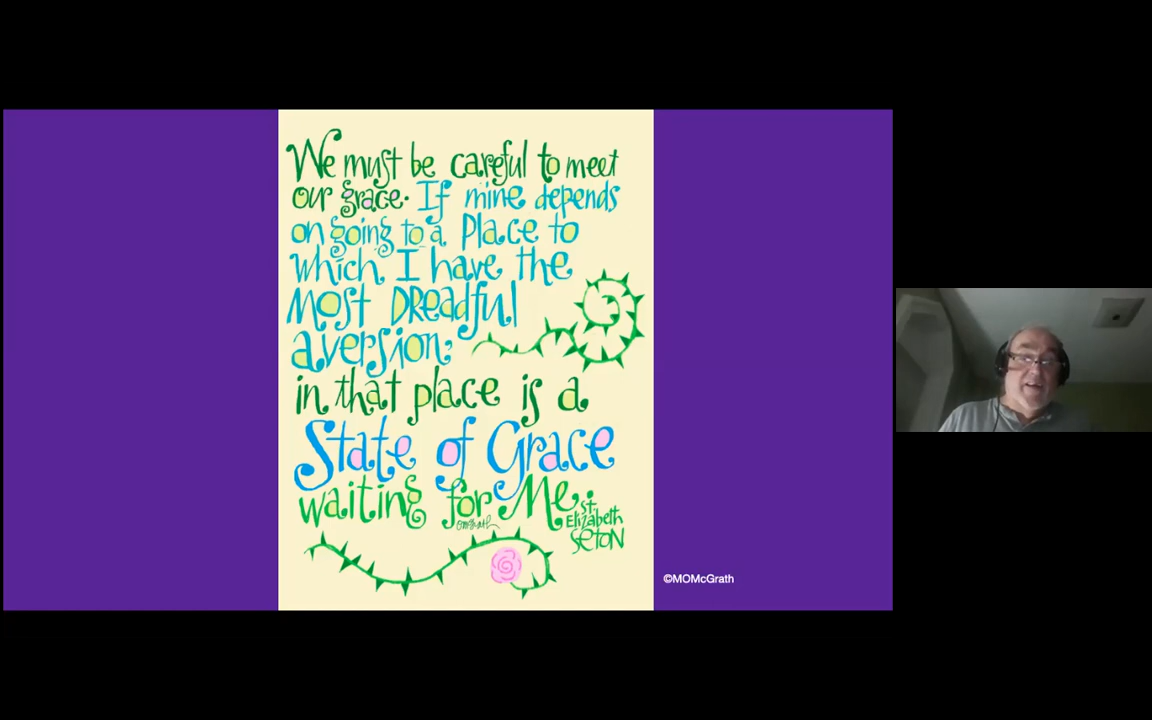 We must be careful to meet
our grace. If mine depends
on going to a Place to
which I have the
Most DReadful
aversion;
in that place is a
State of Grace
waiting for Me.
St.
Elizabeth
SetoN
©MOMcGrath